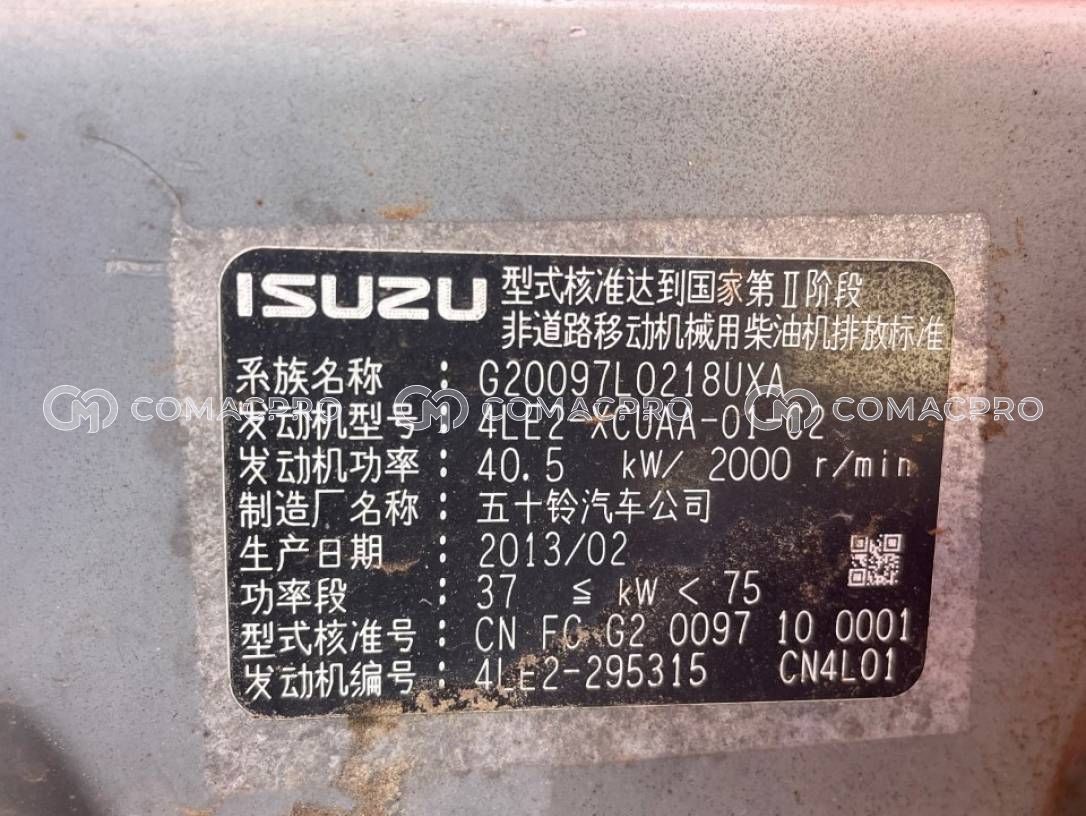 ISUZU 型式核准达到国家第Ⅱ阶段
非道路移动机械用柴油机排放标准
系族名称 : G20097L0218UXA
COMACPRO COMACPRO COMACPRO
发动机型号 : 4LE2-XCUAA-01-02
发动机功率 : 40.5 kW/ 2000 r/min
制造厂名称 : 五十铃汽车公司
生产日期 : 2013/02
功率段 : 37 ≦ kW < 75
型式核准号 : CN FC G2 0097 10 0001
发动机编号 : 4LE2-295315 CN4L01